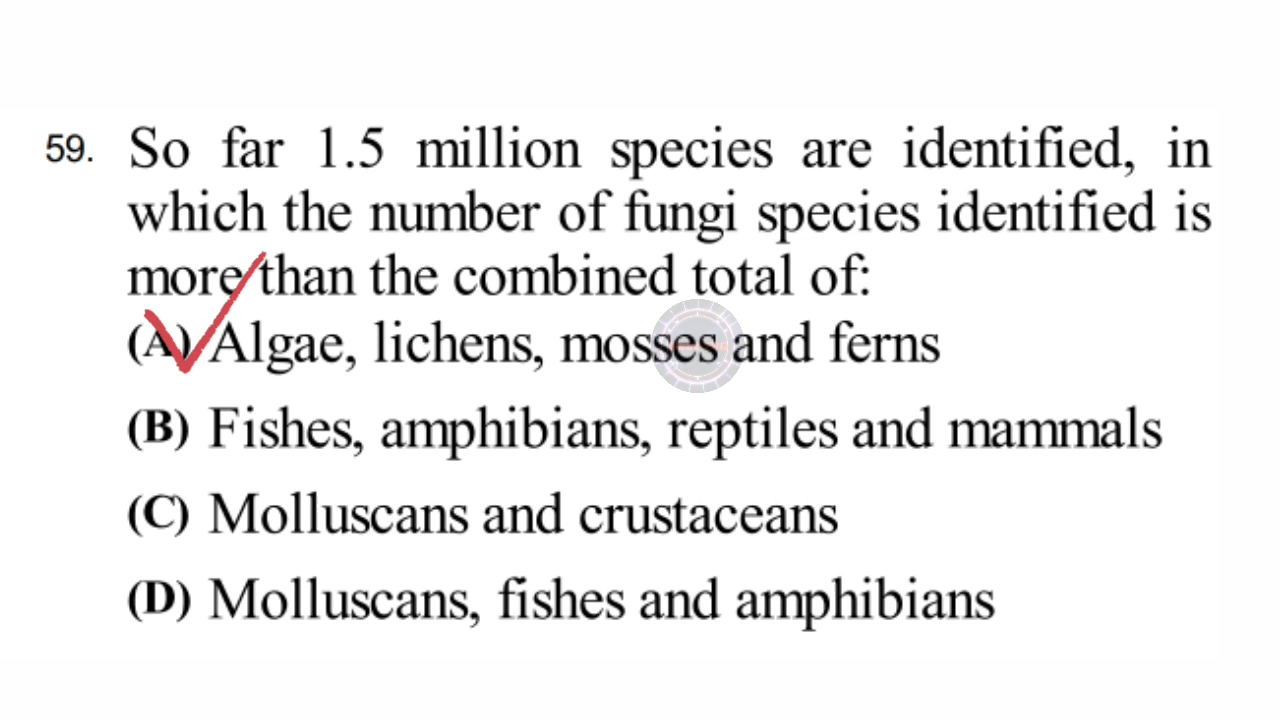 59. So far 1.5 million species are identified, in
which the number of fungi species identified is
more than the combined total of:
(A) Algae, lichens, mosses and ferns
(B) Fishes, amphibians, reptiles and mammals
(C) Molluscans and crustaceans
(D) Molluscans, fishes and amphibians